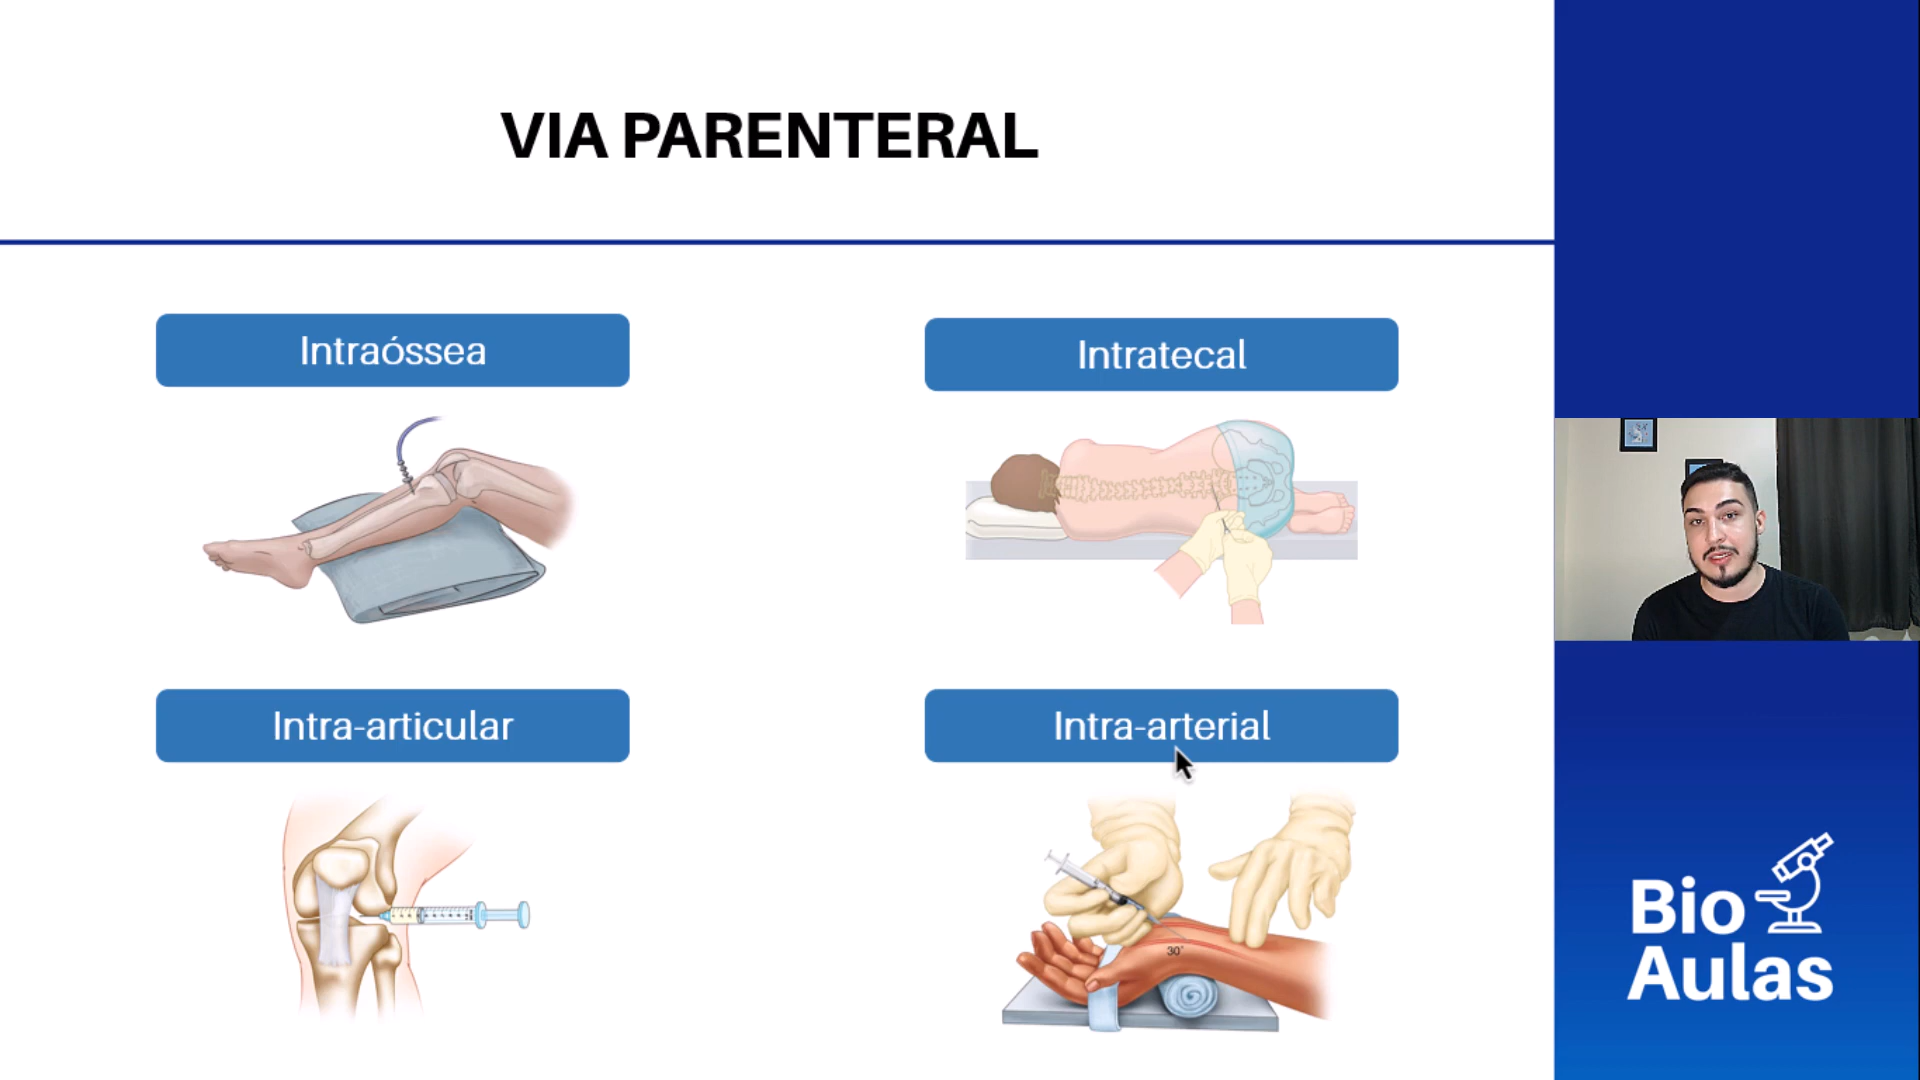 VIA PARENTERAL
Intraóssea
Intratecal
Intra-articular
Intra-arterial
30°
Bio
Aulas